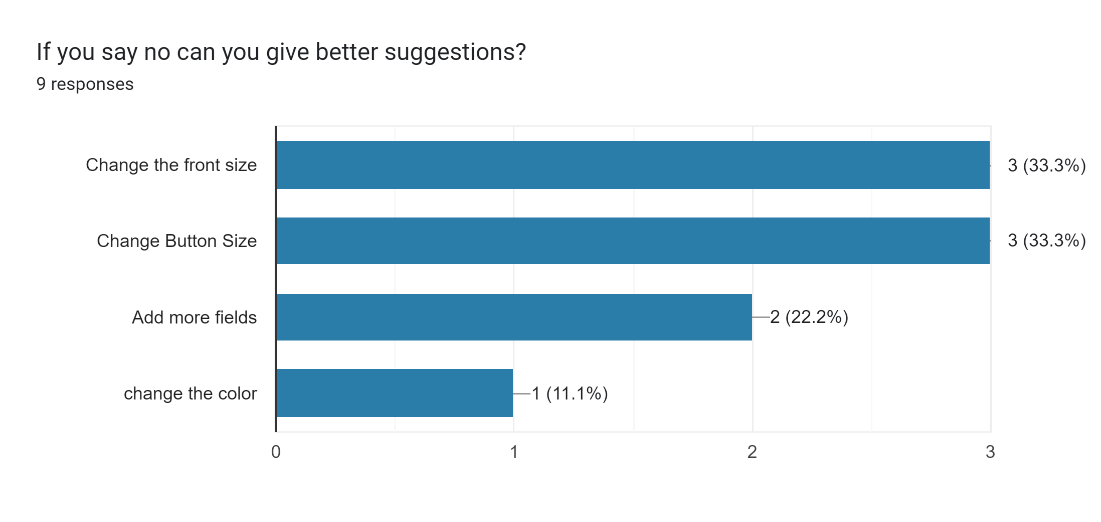 If you say no can you give better suggestions?
9 responses
Change the front size
3 (33.3%)
Change Button Size
3 (33.3%)
Add more fields
2 (22.2%)
change the color
1 (11.1%)
0 1 2 3